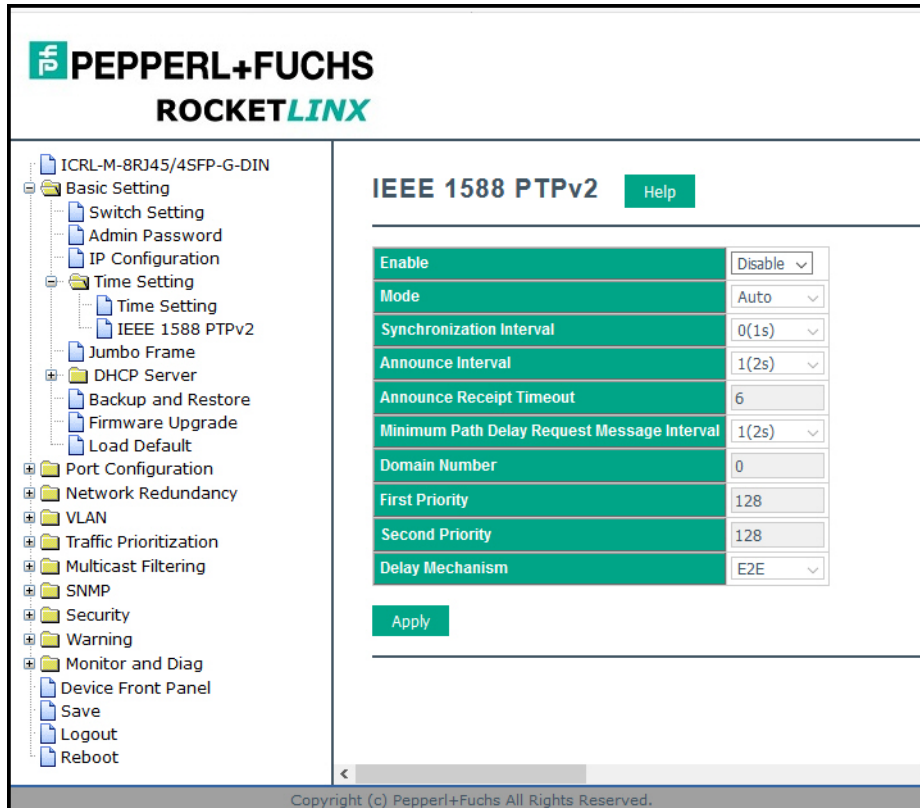 PEPPERL+FUCHS
ROCKETLINX
ICRL-M-8RJ45/4SFP-G-DIN
Basic Setting
Switch Setting
Admin Password
IP Configuration
Time Setting
Time Setting
IEEE 1588 PTPv2
Jumbo Frame
DHCP Server
Backup and Restore
Firmware Upgrade
Load Default
Port Configuration
Network Redundancy
VLAN
Traffic Prioritization
Multicast Filtering
SNMP
Security
Warning
Monitor and Diag
Device Front Panel
Save
Logout
Reboot
IEEE 1588 PTPv2 Help
Enable Disable
Mode Auto
Synchronization Interval 0(1s)
Announce Interval 1(2s)
Announce Receipt Timeout 6
Minimum Path Delay Request Message Interval 1(2s)
Domain Number 0
First Priority 128
Second Priority 128
Delay Mechanism E2E
Apply
Copyright (c) Pepperl+Fuchs All Rights Reserved.